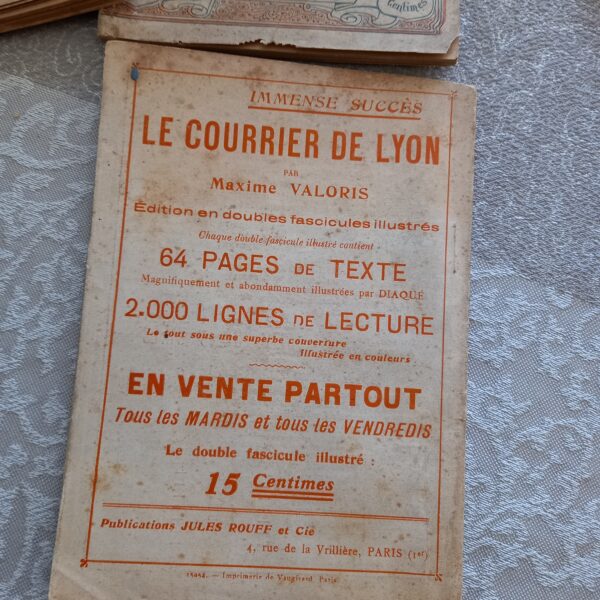 Centimes
IMMENSE SUCCÈS
LE COURRIER DE LYON
PAR
Maxime VALORIS
Édition en doubles fascicules illustrés
Chaque double fascicule illustré contient
64 PAGES DE TEXTE
Magnifiquement et abondamment illustrées par DIAQUE
2.000 LIGNES DE LECTURE
Le tout sous une superbe couverture
illustrée en couleurs
EN VENTE PARTOUT
Tous les MARDIS et tous les VENDREDIS
Le double fascicule illustré :
15 Centimes
Publications JULES ROUFF et Cie
4, rue de la Vrillière, PARIS (1er)
— Imprimerie de Vaugirard Paris